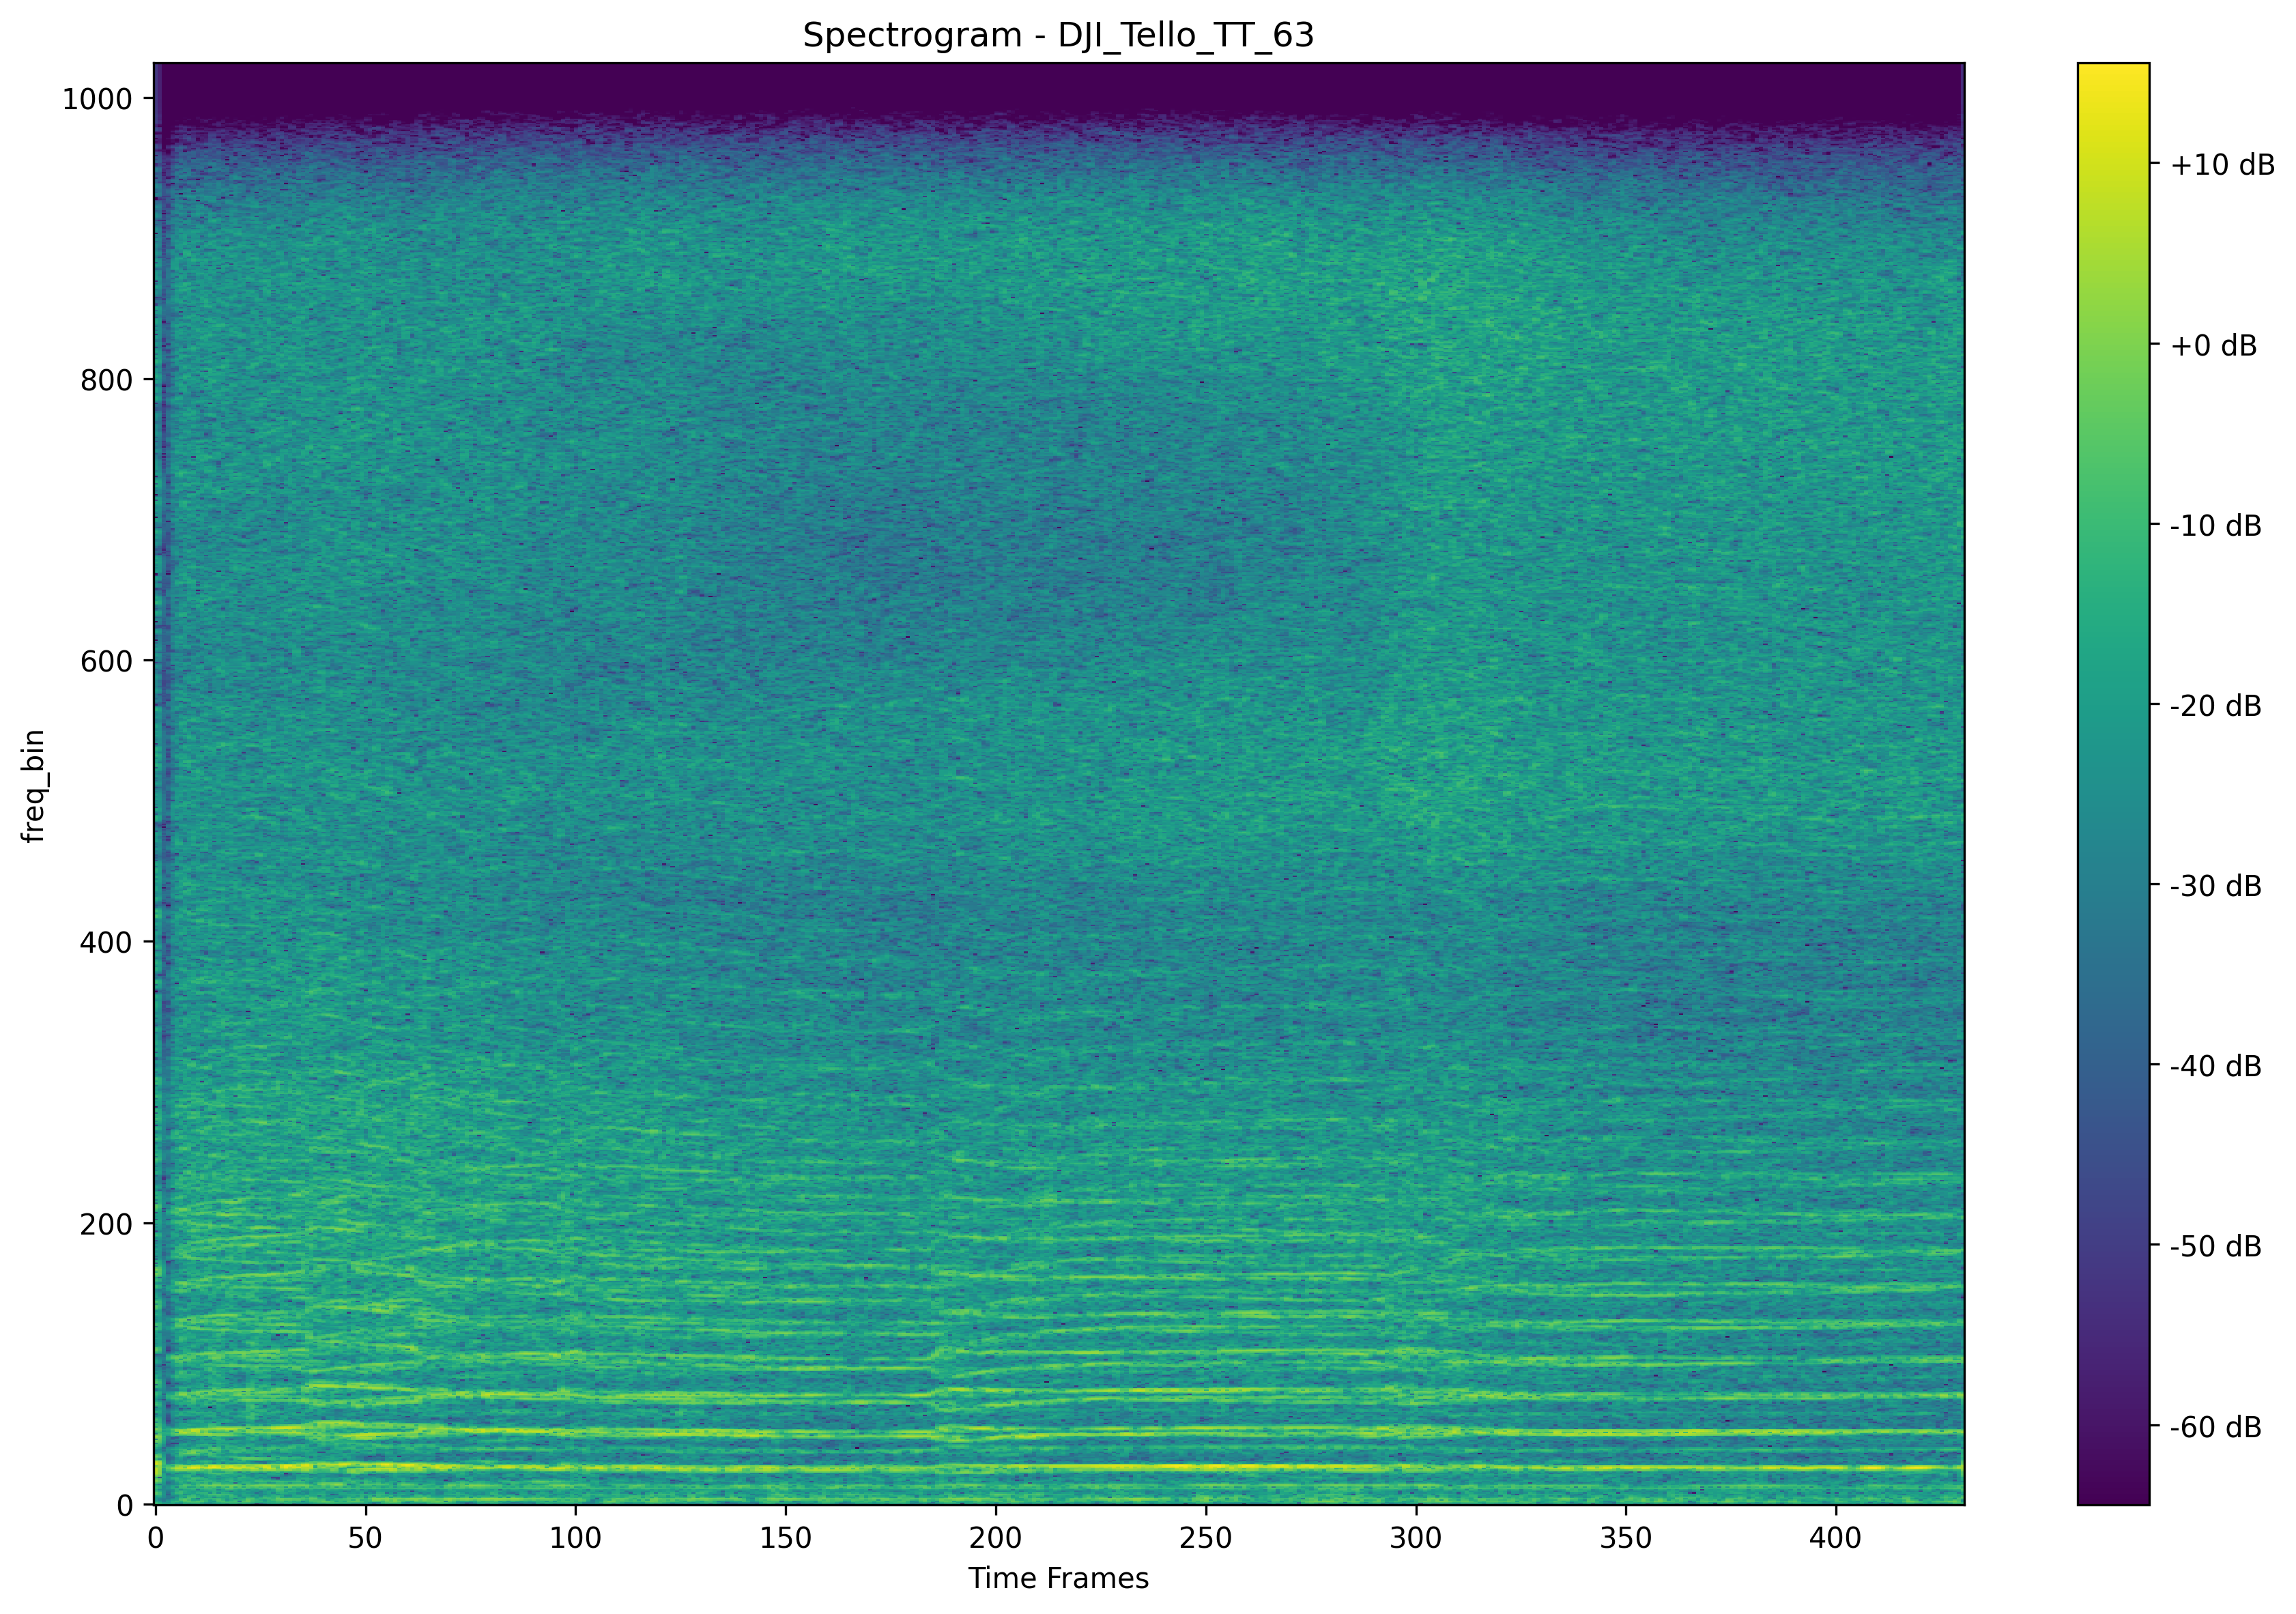 Spectrogram - DJI_Tello_TT_63
1000
800
600
400
200
0
freq_bin
0 50 100 150 200 250 300 350 400
Time Frames
+10 dB
+0 dB
-10 dB
-20 dB
-30 dB
-40 dB
-50 dB
-60 dB